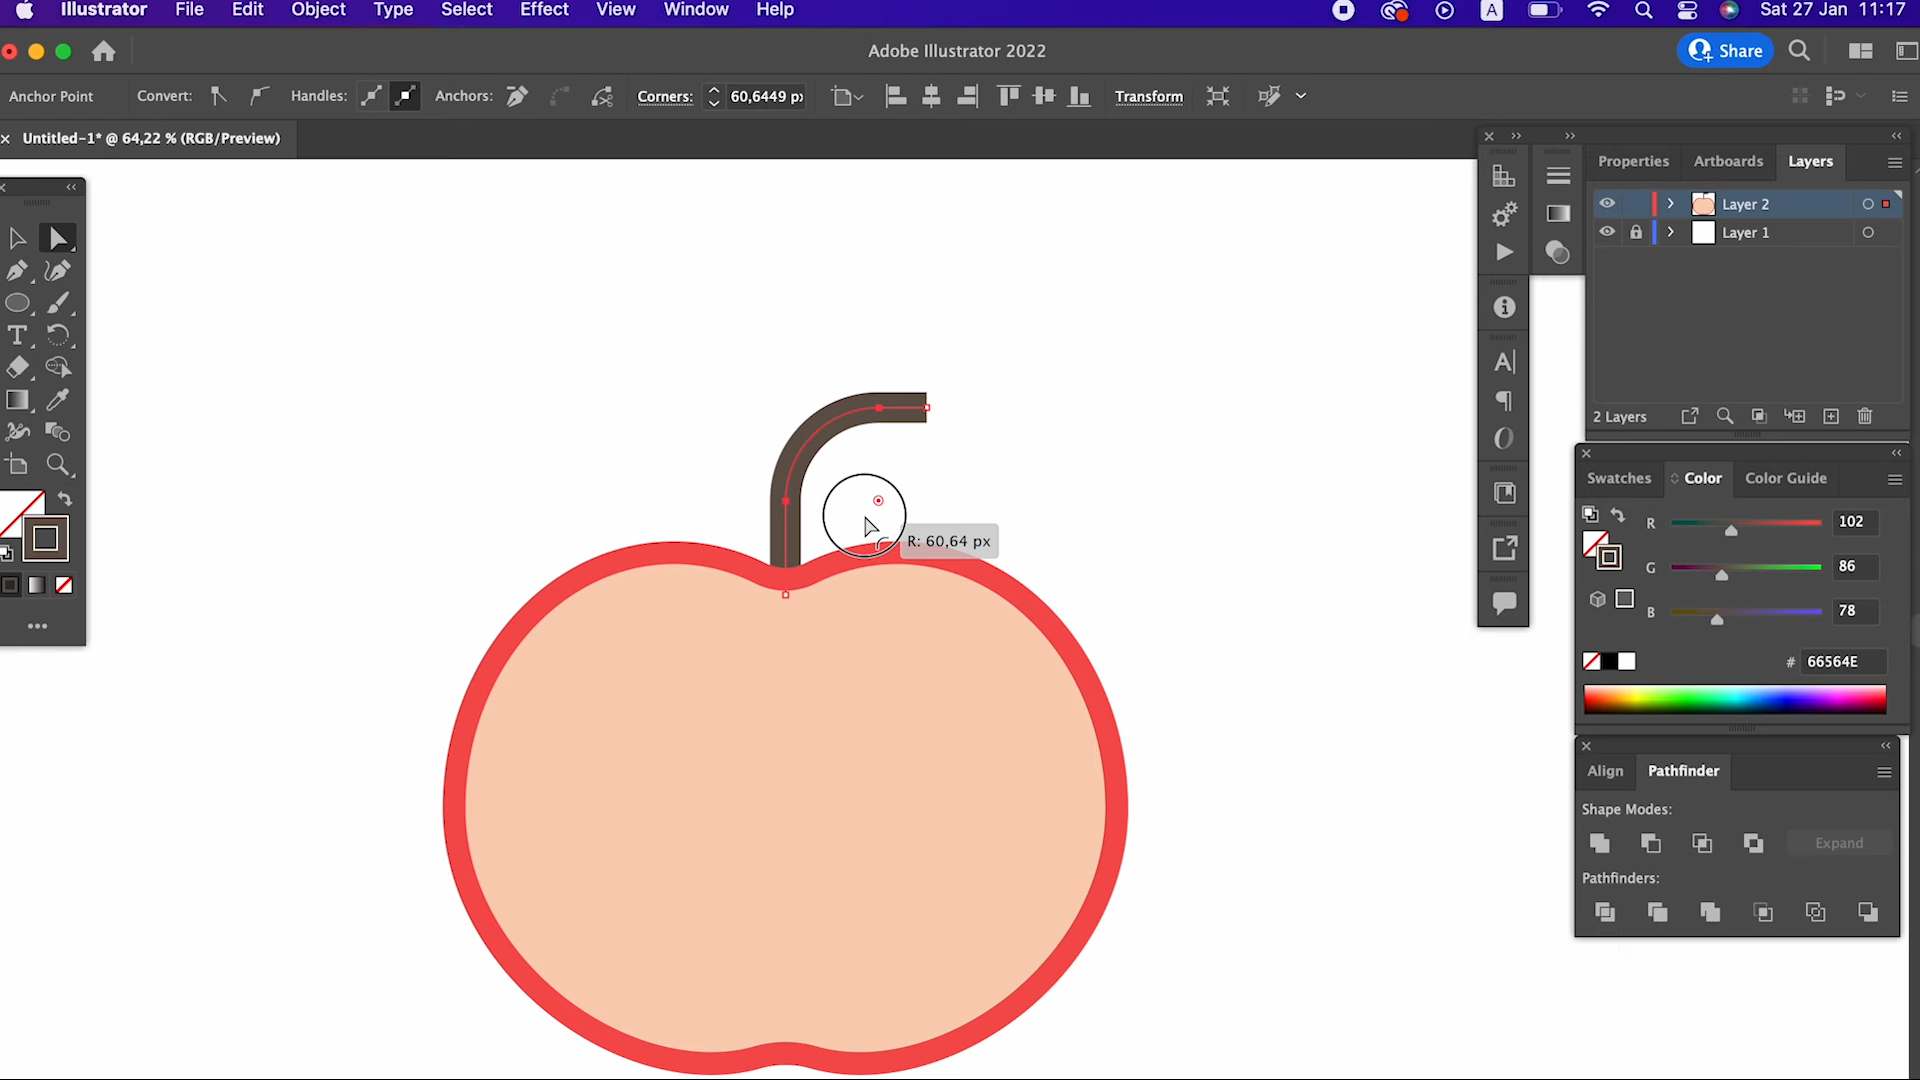 Illustrator File Edit Object Type Select Effect View Window Help A Sat 27 Jan 11:17
Adobe Illustrator 2022 Share
Anchor Point Convert: Handles: Anchors: Corners: 60,6449 p Transform
Untitled-1* @ 64,22 % (RGB/Preview)
Properties Artboards Layers
Layer 2
Layer 1
2 Layers
Swatches Color Color Guide
R 102
R: 60,64 px
G 86
B 78
# 66564E
Align Pathfinder
Shape Modes:
Expand
Pathfinders: